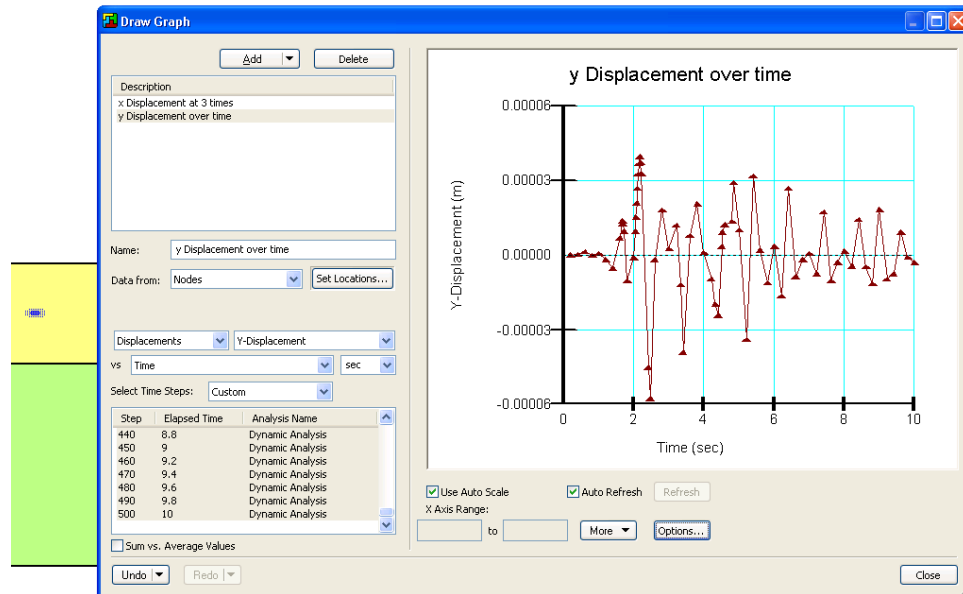 Draw Graph
Add
Delete
Description
x Displacement at 3 times
y Displacement over time
Name: y Displacement over time
Data from: Nodes Set Locations...
Displacements Y-Displacement
vs Time sec
Select Time Steps: Custom
Step Elapsed Time Analysis Name
440 8.8 Dynamic Analysis
450 9 Dynamic Analysis
460 9.2 Dynamic Analysis
470 9.4 Dynamic Analysis
480 9.6 Dynamic Analysis
490 9.8 Dynamic Analysis
500 10 Dynamic Analysis
Sum vs. Average Values
Undo Redo
y Displacement over time
Y-Displacement (m)
0.00006
0.00003
0.00000
-0.00003
-0.00006
0 2 4 6 8 10
Time (sec)
Use Auto Scale Auto Refresh Refresh
X Axis Range:
to More Options...
Close